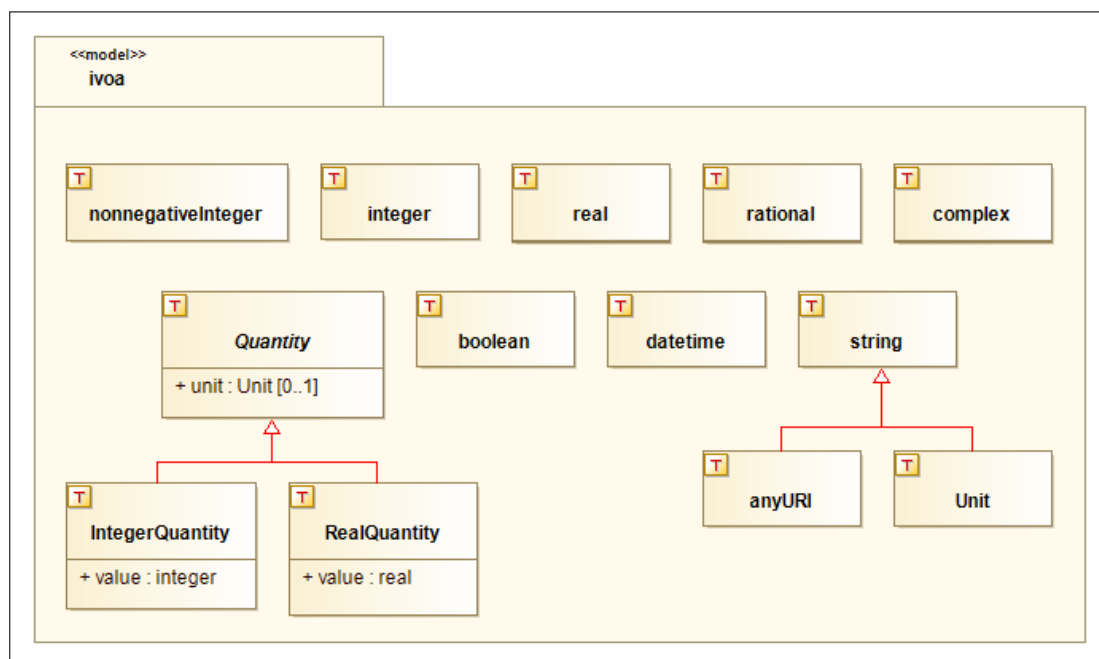 <<model>>
ivoa
T
nonnegativeInteger
T
integer
T
real
T
rational
T
complex
T
Quantity
+ unit : Unit [0..1]
T
boolean
T
datetime
T
string
T
anyURI
T
Unit
T
IntegerQuantity
+ value : integer
T
RealQuantity
+ value : real